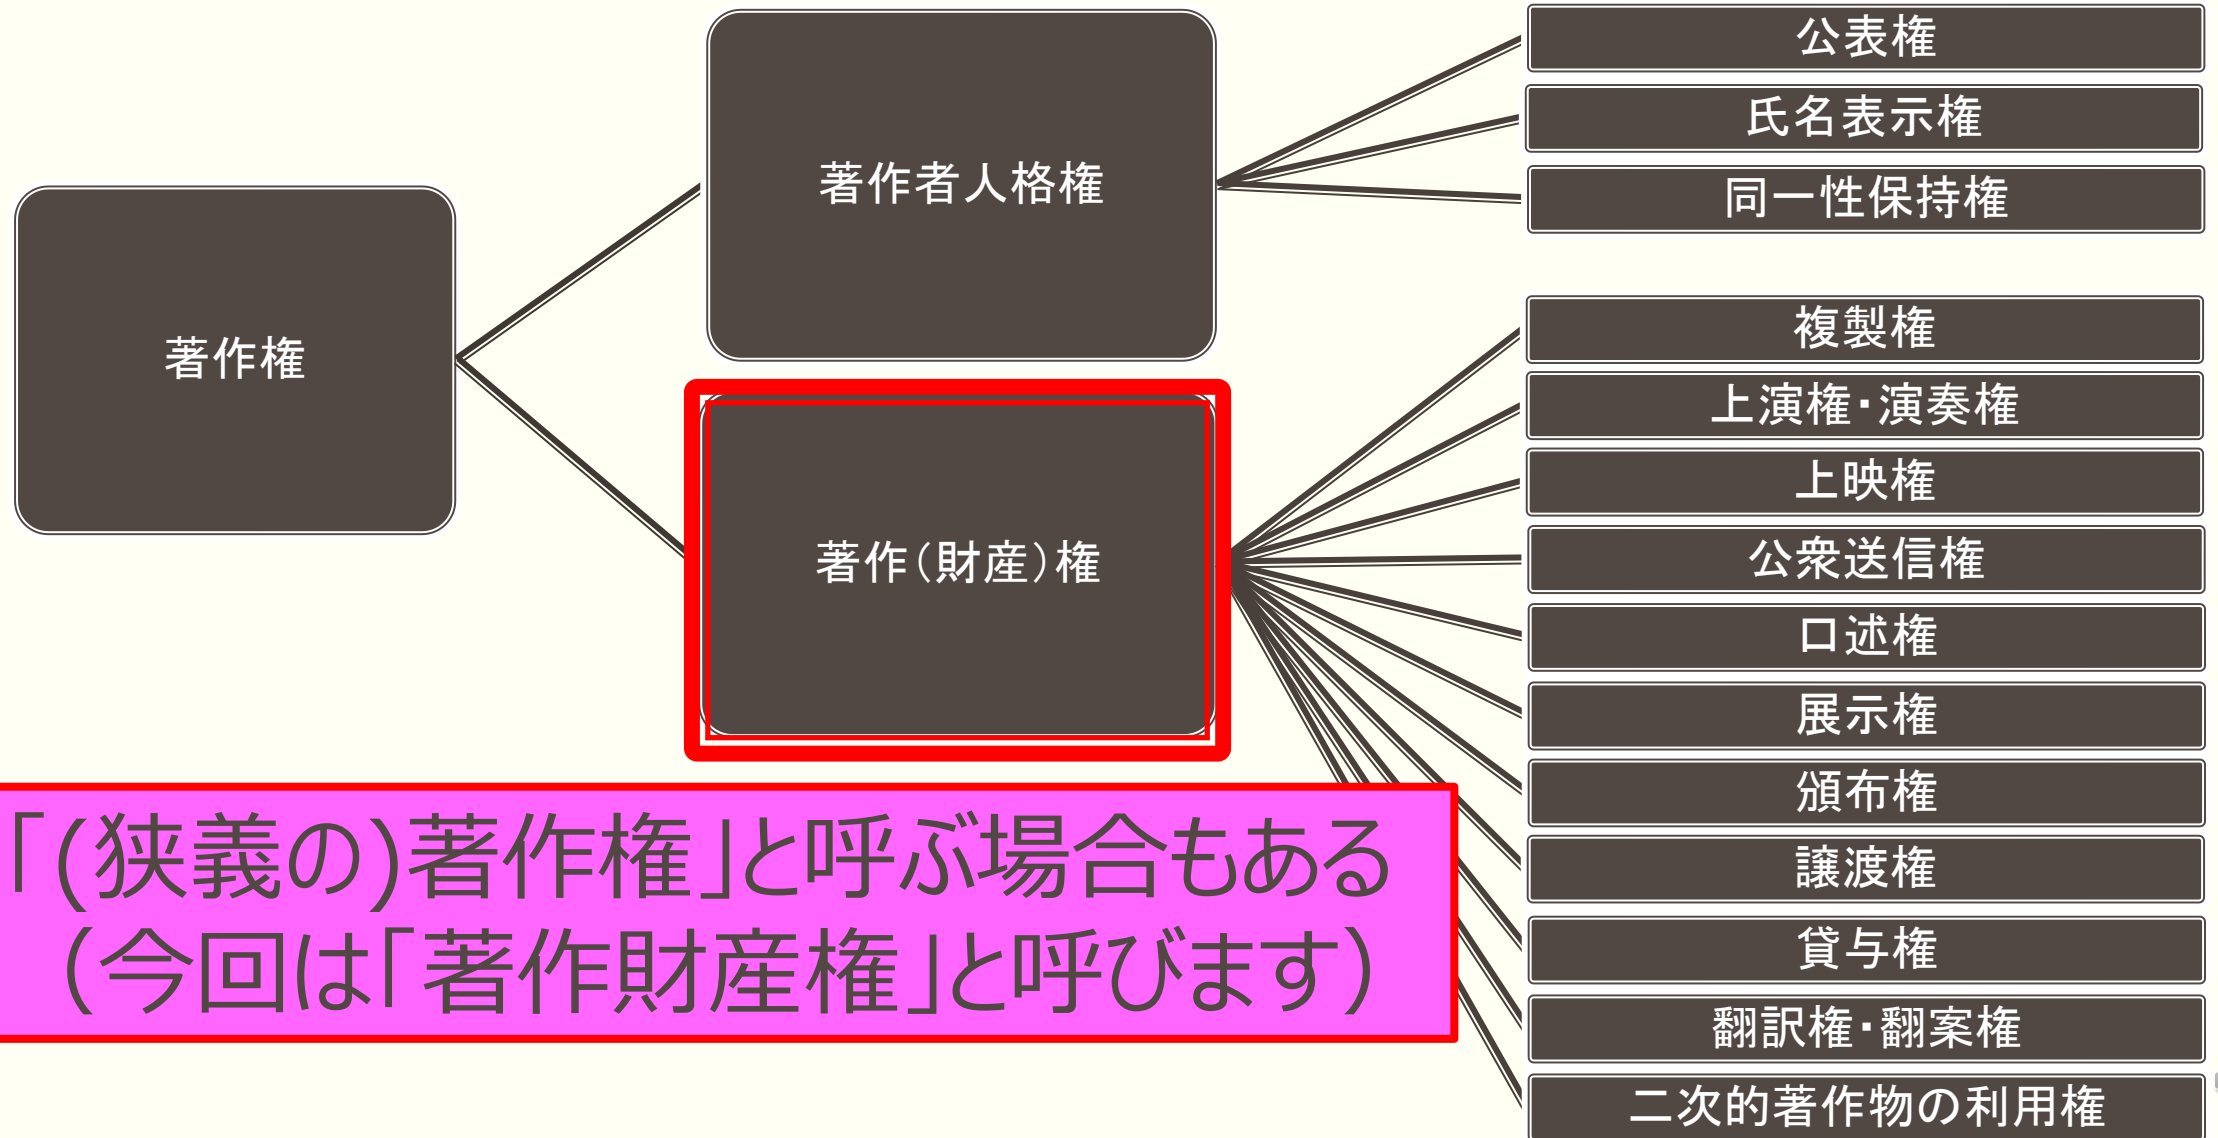 著作権
著作者人格権
公表権
氏名表示権
同一性保持権
著作(財産)権
複製権
上演権・演奏権
上映権
公衆送信権
口述権
展示権
頒布権
譲渡権
貸与権
翻訳権・翻案権
二次的著作物の利用権
「(狭義の)著作権」と呼ぶ場合もある
(今回は「著作財産権」と呼びます)